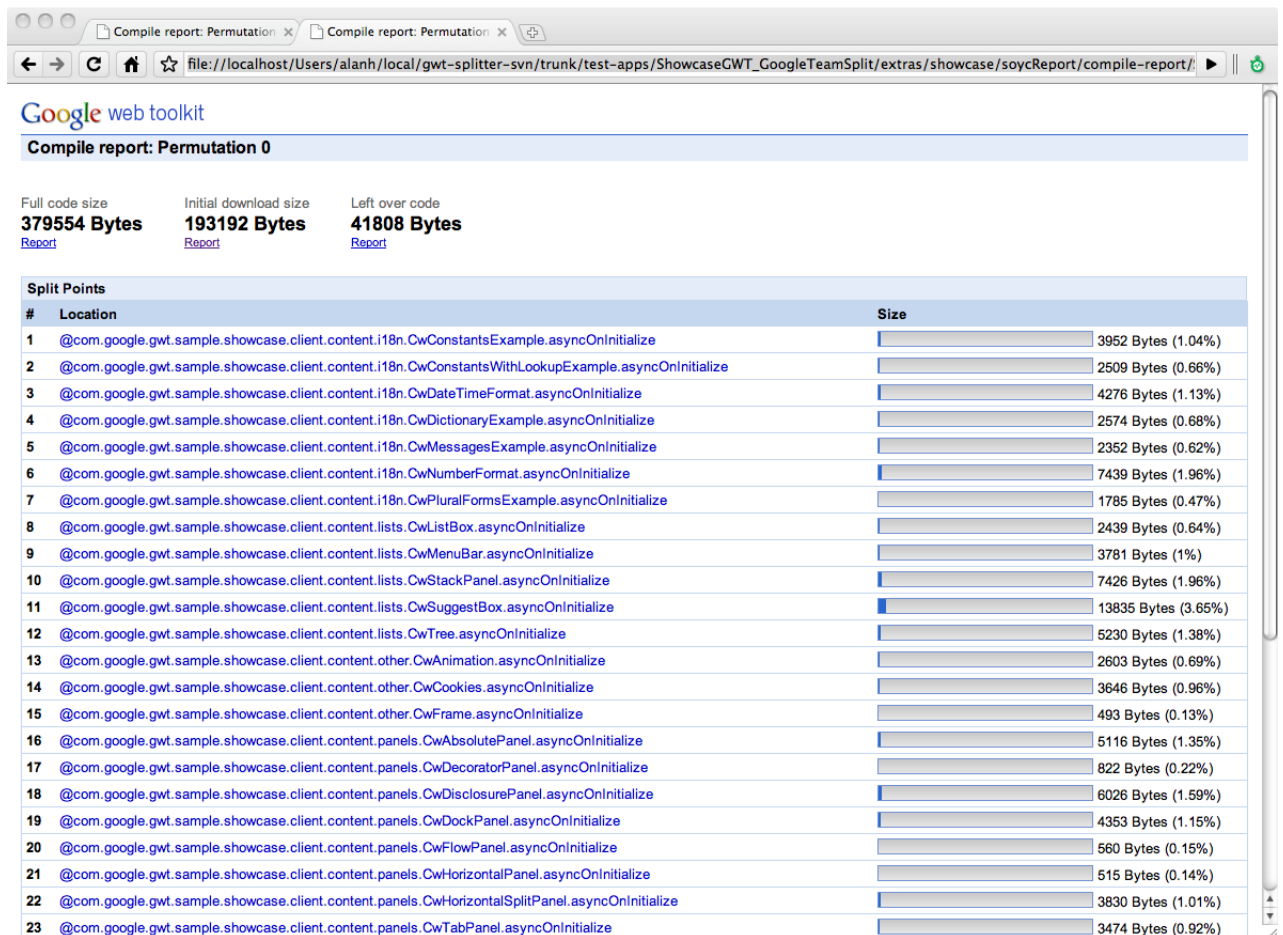 Compile report: Permutation
Compile report: Permutation
file://localhost/Users/alanh/local/gwt-splitter-svn/trunk/test-apps/ShowcaseGWT_GoogleTeamSplit/extras/showcase/soycReport/compile-report/
Google web toolkit
Compile report: Permutation 0
Full code size Initial download size Left over code
379554 Bytes 193192 Bytes 41808 Bytes
Report Report Report
Split Points
# Location Size
1 @com.google.gwt.sample.showcase.client.content.i18n.CwConstantsExample.asyncOnInitialize 3952 Bytes (1.04%)
2 @com.google.gwt.sample.showcase.client.content.i18n.CwConstantsWithLookupExample.asyncOnInitialize 2509 Bytes (0.66%)
3 @com.google.gwt.sample.showcase.client.content.i18n.CwDateTimeFormat.asyncOnInitialize 4276 Bytes (1.13%)
4 @com.google.gwt.sample.showcase.client.content.i18n.CwDictionaryExample.asyncOnInitialize 2574 Bytes (0.68%)
5 @com.google.gwt.sample.showcase.client.content.i18n.CwMessagesExample.asyncOnInitialize 2352 Bytes (0.62%)
6 @com.google.gwt.sample.showcase.client.content.i18n.CwNumberFormat.asyncOnInitialize 7439 Bytes (1.96%)
7 @com.google.gwt.sample.showcase.client.content.i18n.CwPluralFormsExample.asyncOnInitialize 1785 Bytes (0.47%)
8 @com.google.gwt.sample.showcase.client.content.lists.CwListBox.asyncOnInitialize 2439 Bytes (0.64%)
9 @com.google.gwt.sample.showcase.client.content.lists.CwMenuBar.asyncOnInitialize 3781 Bytes (1%)
10 @com.google.gwt.sample.showcase.client.content.lists.CwStackPanel.asyncOnInitialize 7426 Bytes (1.96%)
11 @com.google.gwt.sample.showcase.client.content.lists.CwSuggestBox.asyncOnInitialize 13835 Bytes (3.65%)
12 @com.google.gwt.sample.showcase.client.content.lists.CwTree.asyncOnInitialize 5230 Bytes (1.38%)
13 @com.google.gwt.sample.showcase.client.content.other.CwAnimation.asyncOnInitialize 2603 Bytes (0.69%)
14 @com.google.gwt.sample.showcase.client.content.other.CwCookies.asyncOnInitialize 3646 Bytes (0.96%)
15 @com.google.gwt.sample.showcase.client.content.other.CwFrame.asyncOnInitialize 493 Bytes (0.13%)
16 @com.google.gwt.sample.showcase.client.content.panels.CwAbsolutePanel.asyncOnInitialize 5116 Bytes (1.35%)
17 @com.google.gwt.sample.showcase.client.content.panels.CwDecoratorPanel.asyncOnInitialize 822 Bytes (0.22%)
18 @com.google.gwt.sample.showcase.client.content.panels.CwDisclosurePanel.asyncOnInitialize 6026 Bytes (1.59%)
19 @com.google.gwt.sample.showcase.client.content.panels.CwDockPanel.asyncOnInitialize 4353 Bytes (1.15%)
20 @com.google.gwt.sample.showcase.client.content.panels.CwFlowPanel.asyncOnInitialize 560 Bytes (0.15%)
21 @com.google.gwt.sample.showcase.client.content.panels.CwHorizontalPanel.asyncOnInitialize 515 Bytes (0.14%)
22 @com.google.gwt.sample.showcase.client.content.panels.CwHorizontalSplitPanel.asyncOnInitialize 3830 Bytes (1.01%)
23 @com.google.gwt.sample.showcase.client.content.panels.CwTabPanel.asyncOnInitialize 3474 Bytes (0.92%)